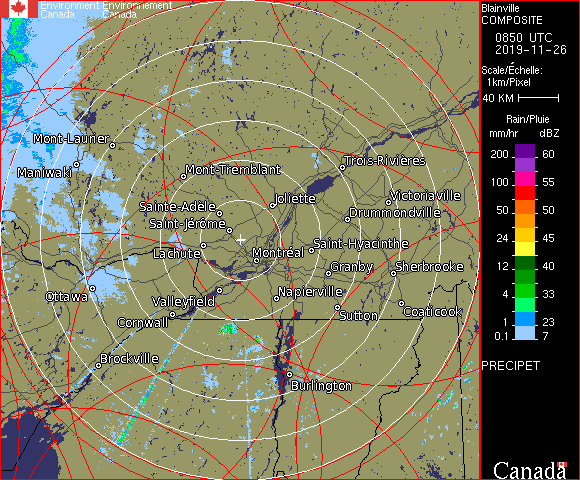 Environment Environnement
Canada Canada
Blainville
COMPOSITE
0850 UTC
2019-11-26
Scale/Échelle:
1km/Pixel
40 KM
Rain/Pluie
mm/hr dBZ
200 60
100 55
50 50
24 45
12 40
4 33
1 23
0.1 7
PRECIPET
Canada
Mont-Laurier
Maniwaki
Mont-Tremblant
Trois-Rivières
Sainte-Adèle
Joliette
Victoriaville
Saint-Jérôme
Drummondville
Lachute
Montréal
Saint-Hyacinthe
Granby
Sherbrooke
Ottawa
Valleyfield
Napierville
Cornwall
Sutton
Coaticook
Brockville
Burlington